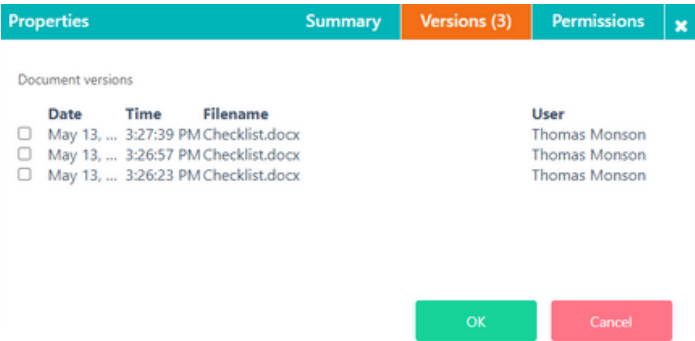 Properties Summary Versions (3) Permissions ×
Document versions
Date Time Filename User
May 13, ... 3:27:39 PM Checklist.docx Thomas Monson
May 13, ... 3:26:57 PM Checklist.docx Thomas Monson
May 13, ... 3:26:23 PM Checklist.docx Thomas Monson
OK Cancel